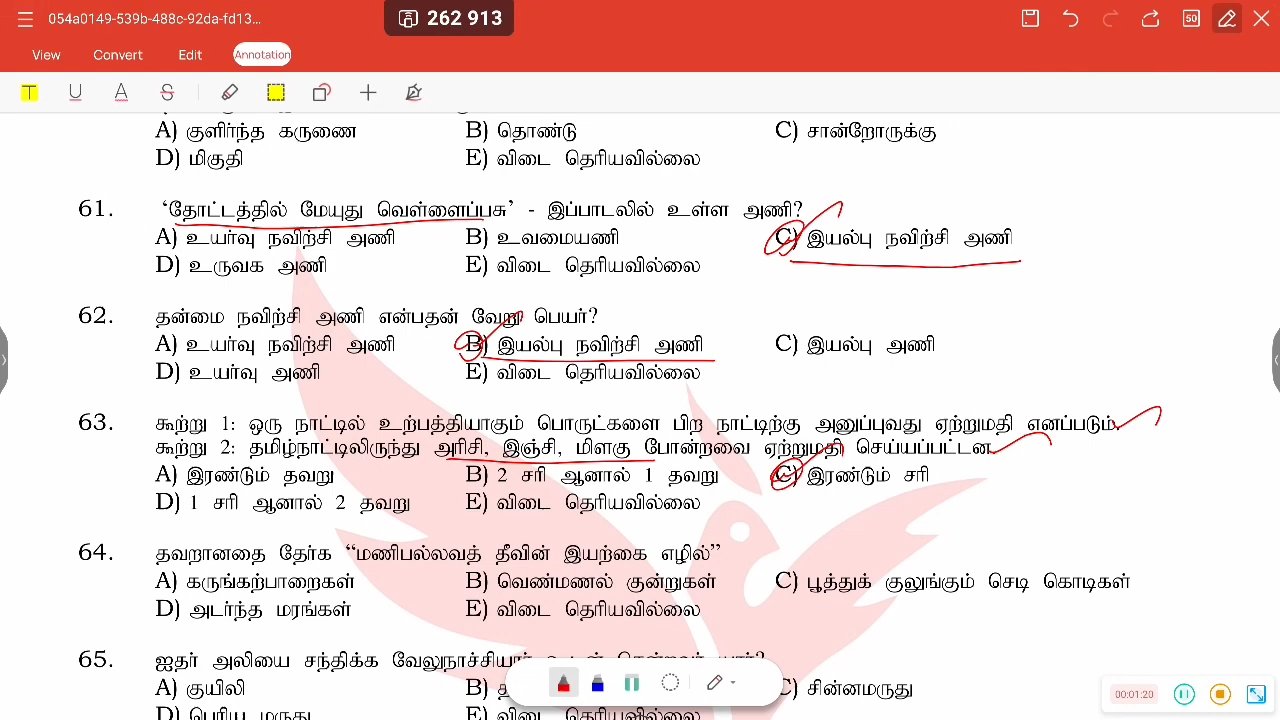 054a0149-539b-488c-92da-fd13...
262 913
50
View Convert Edit Annotation
T U A S
A) குளிர்ந்த கருணை B) தொண்டு C) சான்றோருக்கு
D) மிகுதி E) விடை தெரியவில்லை
61. ‘தோட்டத்தில் மேயுது வெள்ளைப்பசு’ - இப்பாடலில் உள்ள அணி?
A) உயர்வு நவிற்சி அணி B) உவமையணி C) இயல்பு நவிற்சி அணி
D) உருவக அணி E) விடை தெரியவில்லை
62. தன்மை நவிற்சி அணி என்பதன் வேறு பெயர்?
A) உயர்வு நவிற்சி அணி B) இயல்பு நவிற்சி அணி C) இயல்பு அணி
D) உயர்வு அணி E) விடை தெரியவில்லை
63. கூற்று 1: ஒரு நாட்டில் உற்பத்தியாகும் பொருட்களை பிற நாட்டிற்கு அனுப்புவது ஏற்றுமதி எனப்படும்.
கூற்று 2: தமிழ்நாட்டிலிருந்து அரிசி, இஞ்சி, மிளகு போன்றவை ஏற்றுமதி செய்யப்பட்டன.
A) இரண்டும் தவறு B) 2 சரி ஆனால் 1 தவறு C) இரண்டும் சரி
D) 1 சரி ஆனால் 2 தவறு E) விடை தெரியவில்லை
64. தவறானதை தேர்க “மணிபல்லவத் தீவின் இயற்கை எழில்”
A) கருங்கற்பாறைகள் B) வெண்மணல் குன்றுகள் C) பூத்துக் குலுங்கும் செடி கொடிகள்
D) அடர்ந்த மரங்கள் E) விடை தெரியவில்லை
65. ஐதர் அலியை சந்திக்க வேலுநாச்சியார் யார்?
A) குயிலி B) C) சின்னமருது
D) பெரிய மருது E) விடை தெரியவில்லை
00:01:20